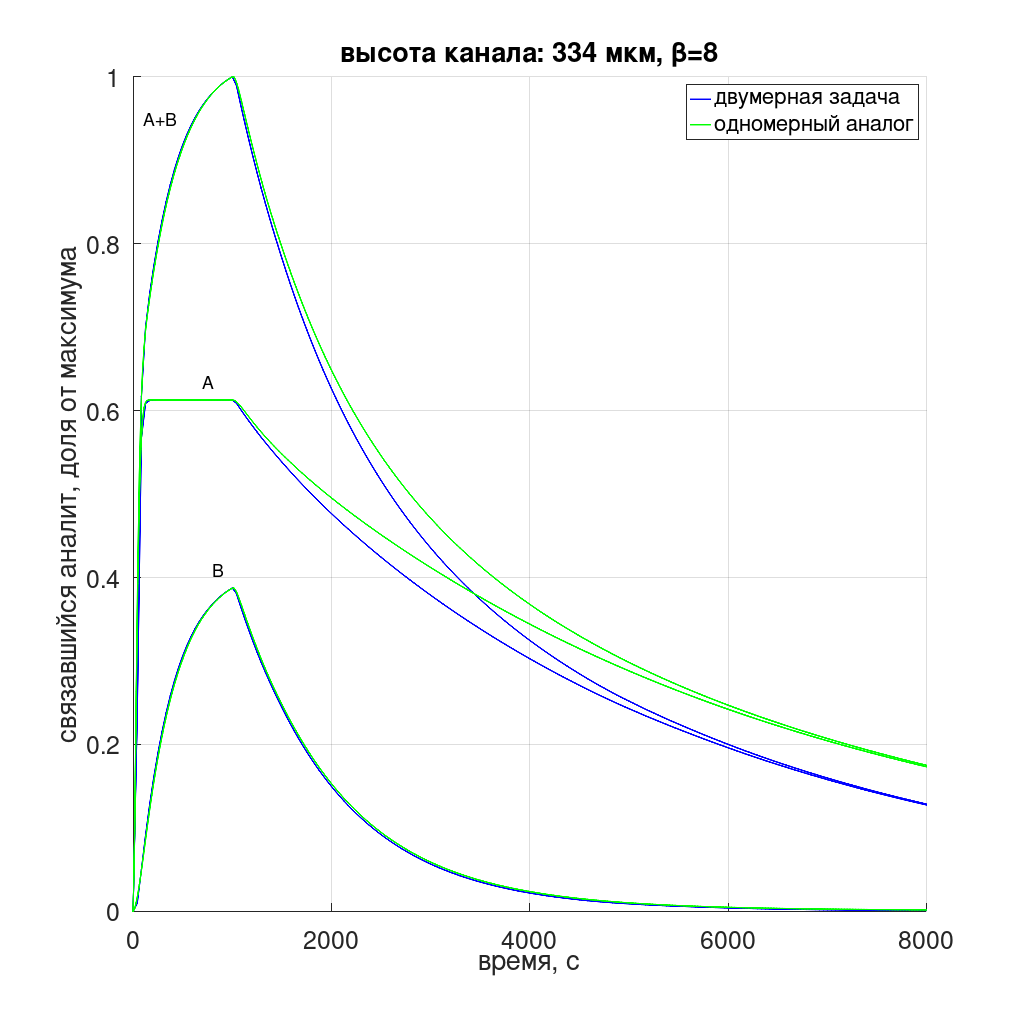 высота канала: 334 мкм, β=8
двумерная задача
одномерный аналог
A+B
A
B
связавшийся аналит, доля от максимума
1
0.8
0.6
0.4
0.2
0
0 2000 4000 6000 8000
время, с